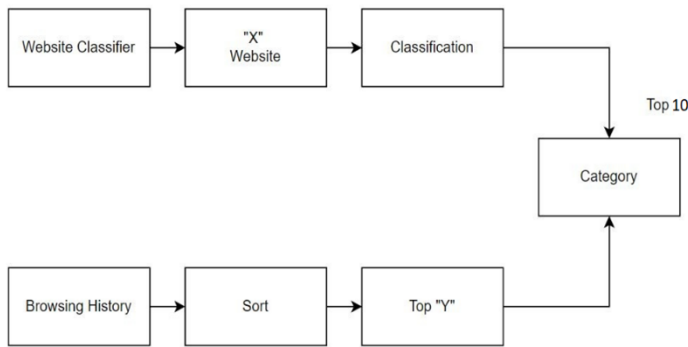 Website Classifier
"X"
Website
Classification
Top 10
Category
Browsing History
Sort
Top "Y"